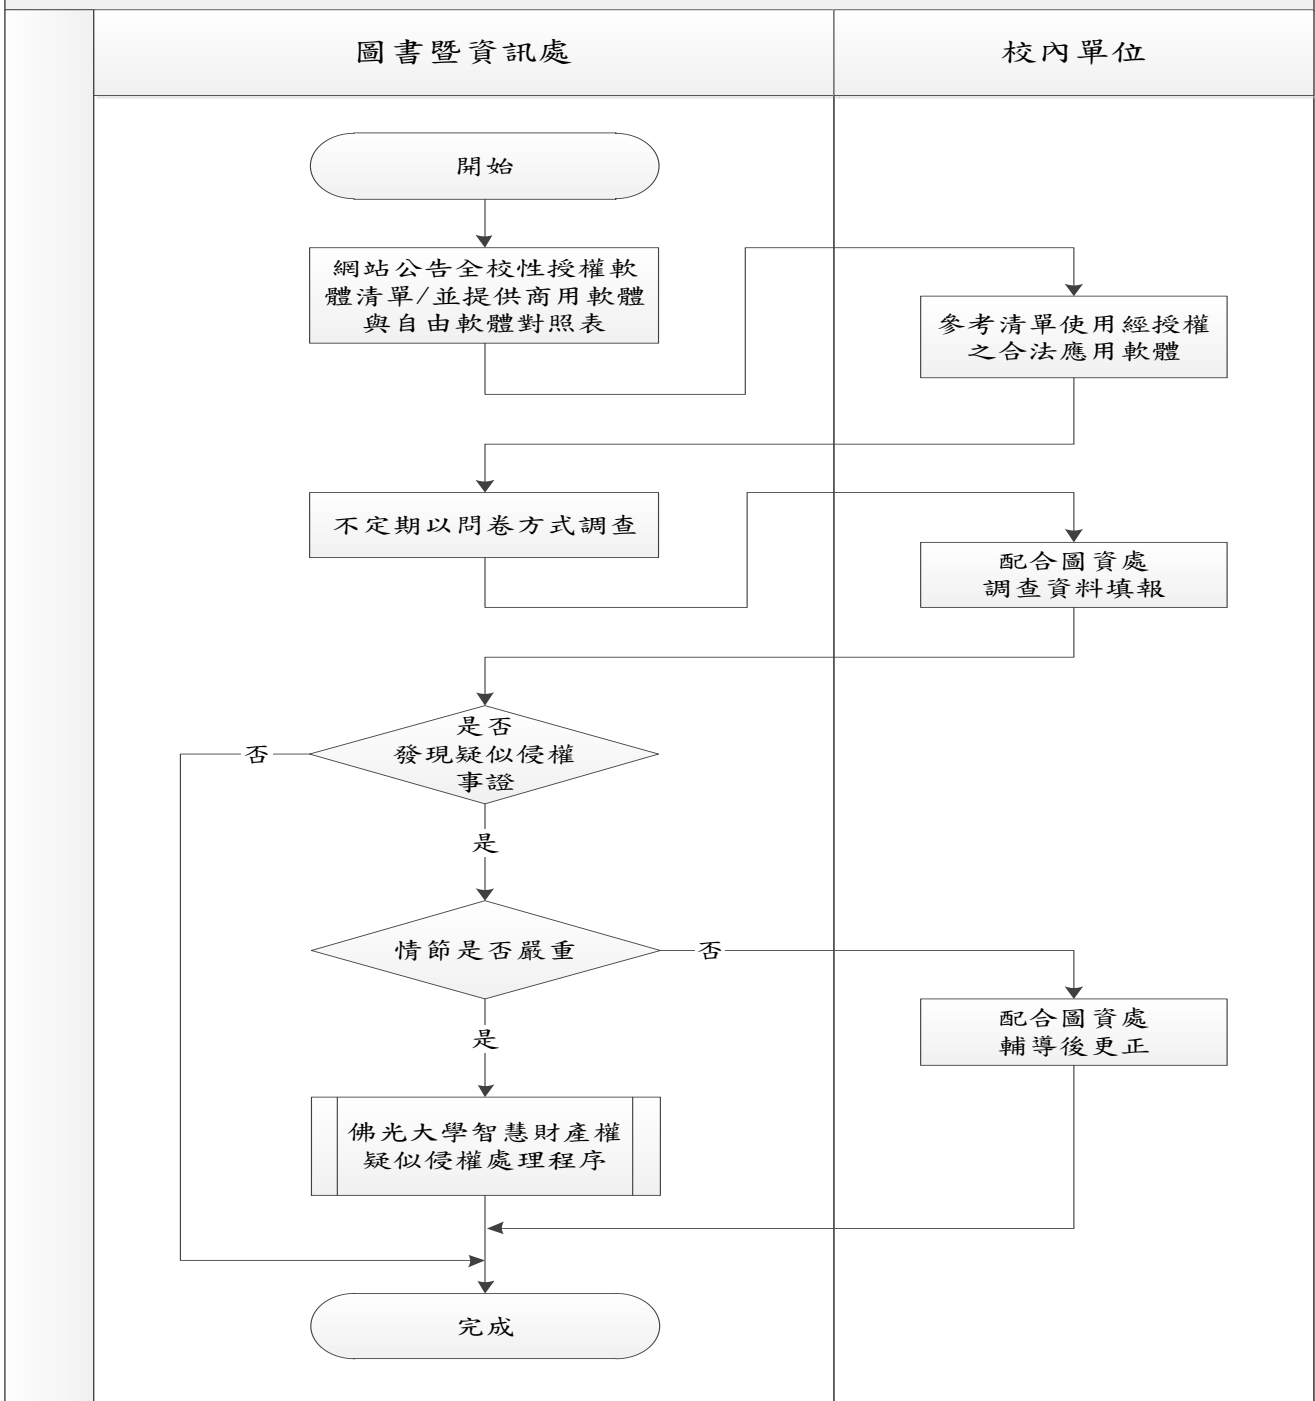 圖書暨資訊處
校內單位
開始
網站公告全校性授權軟
體清單/並提供商用軟體
與自由軟體對照表
參考清單使用經授權
之合法應用軟體
不定期以問卷方式調查
配合圖資處
調查資料填報
是否
發現疑似侵權
事證
否
是
情節是否嚴重
否
配合圖資處
輔導後更正
是
佛光大學智慧財產權
疑似侵權處理程序
完成